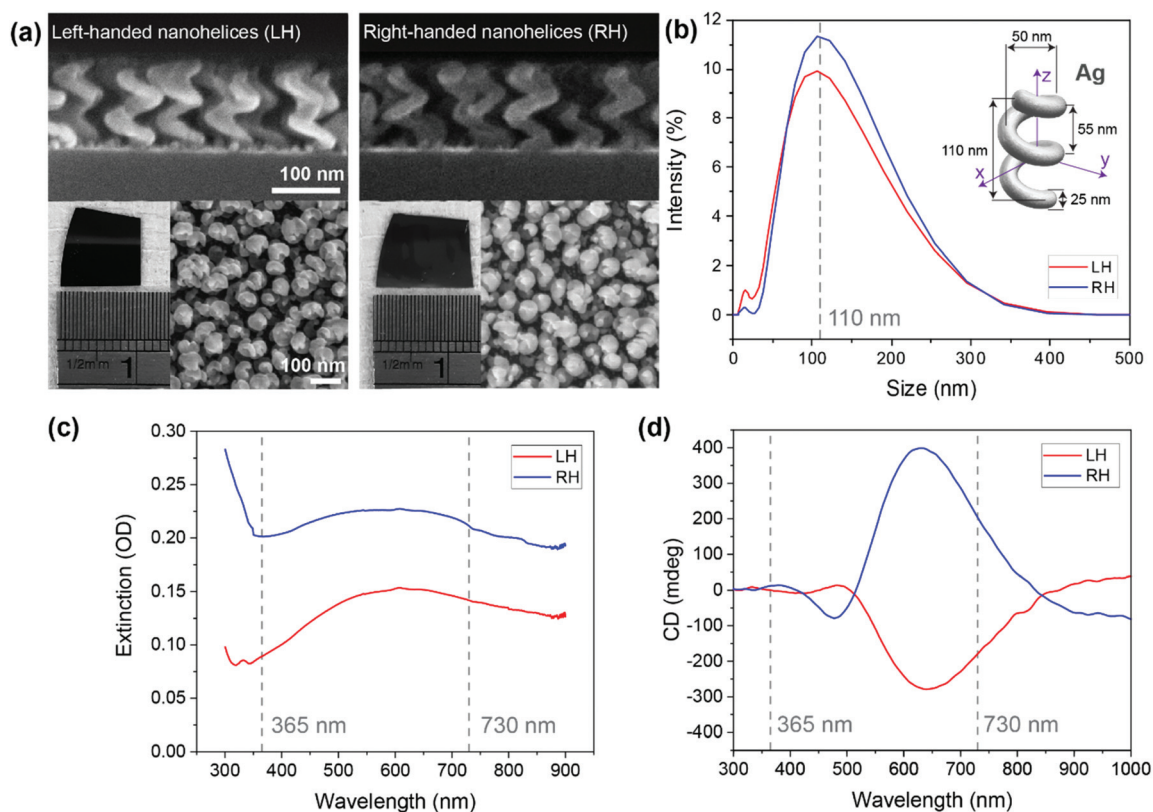 (a)
Left-handed nanohelices (LH)
Right-handed nanohelices (RH)
100 nm
1/2mm 1
100 nm
1/2mm 1
(b)
Intensity (%)
12
10
8
6
4
2
0
0 100 200 300 400 500
Size (nm)
110 nm
50 nm
Ag
z
55 nm
110 nm
x
y
25 nm
LH
RH
(c)
Extinction (OD)
0.30
0.25
0.20
0.15
0.10
0.05
0.00
300 400 500 600 700 800 900
Wavelength (nm)
365 nm
730 nm
LH
RH
(d)
CD (mdeg)
400
300
200
100
0
-100
-200
-300
-400
300 400 500 600 700 800 900 1000
Wavelength (nm)
365 nm
730 nm
LH
RH